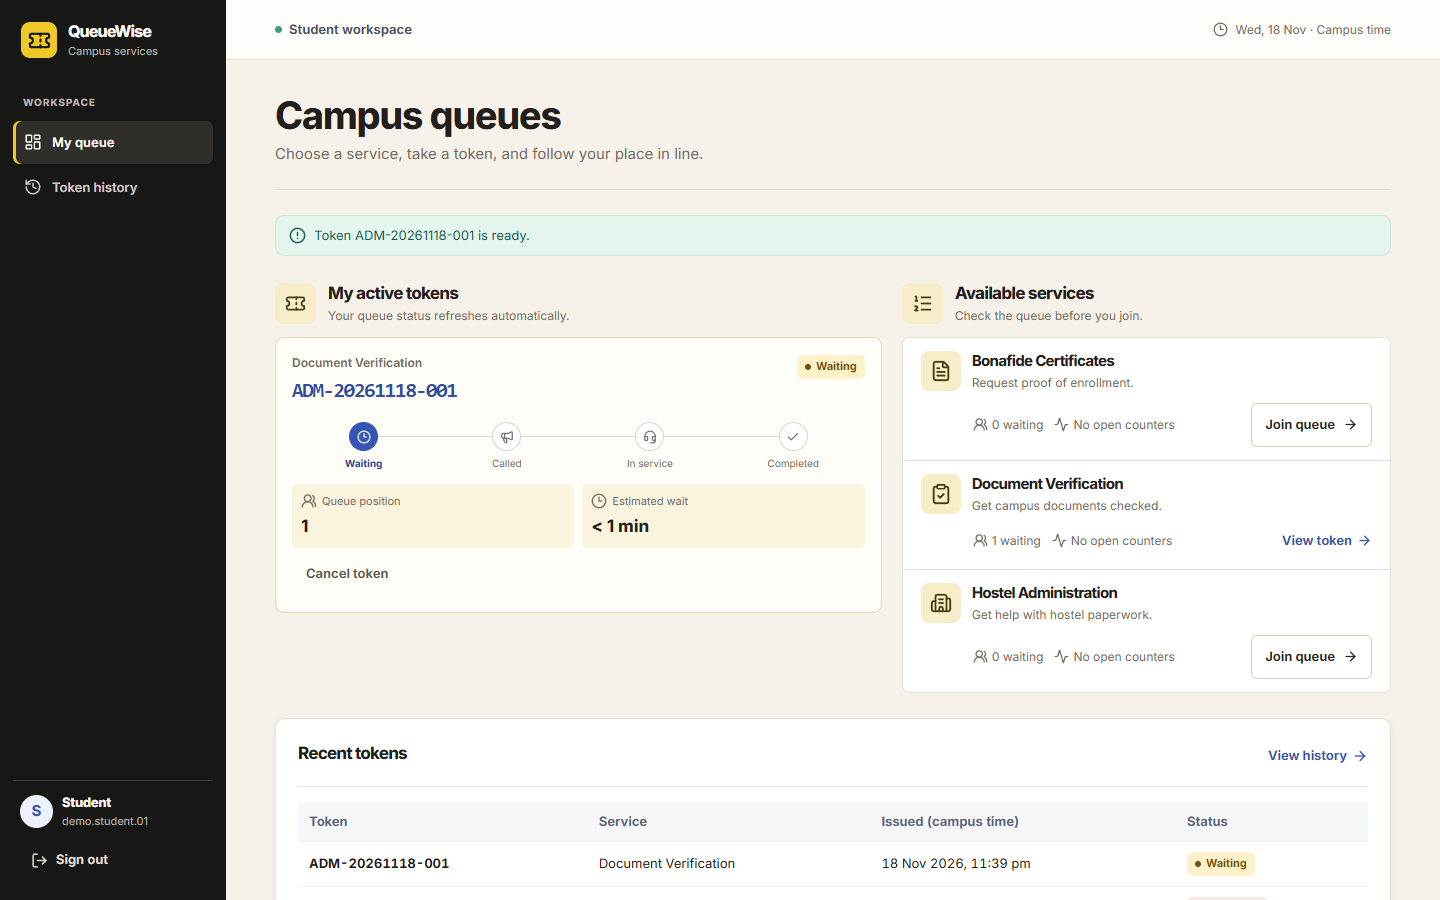 QueueWise
Campus services
WORKSPACE
My queue
Token history
Student workspace
Wed, 18 Nov · Campus time
Campus queues
Choose a service, take a token, and follow your place in line.
Token ADM-20261118-001 is ready.
My active tokens
Your queue status refreshes automatically.
Document Verification
Waiting
ADM-20261118-001
Waiting
Called
In service
Completed
Queue position
1
Estimated wait
< 1 min
Cancel token
Available services
Check the queue before you join.
Bonafide Certificates
Request proof of enrollment.
0 waiting No open counters
Join queue
Document Verification
Get campus documents checked.
1 waiting No open counters
View token
Hostel Administration
Get help with hostel paperwork.
0 waiting No open counters
Join queue
Recent tokens
View history
Token Service Issued (campus time) Status
ADM-20261118-001 Document Verification 18 Nov 2026, 11:39 pm Waiting
S
Student
demo.student.01
Sign out